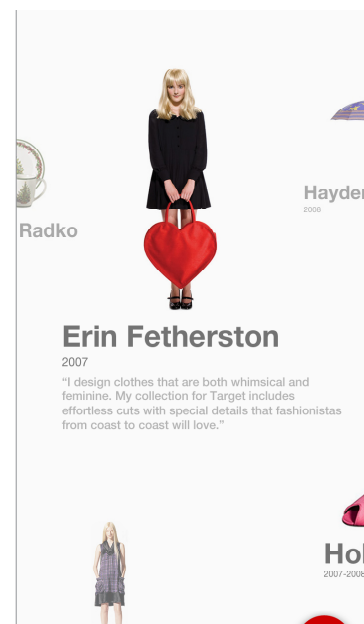 Hayder
2006
Radko
Erin Fetherston
2007
“I design clothes that are both whimsical and
feminine. My collection for Target includes
effortless cuts with special details that fashionistas
from coast to coast will love.”
Hol
2007-2008